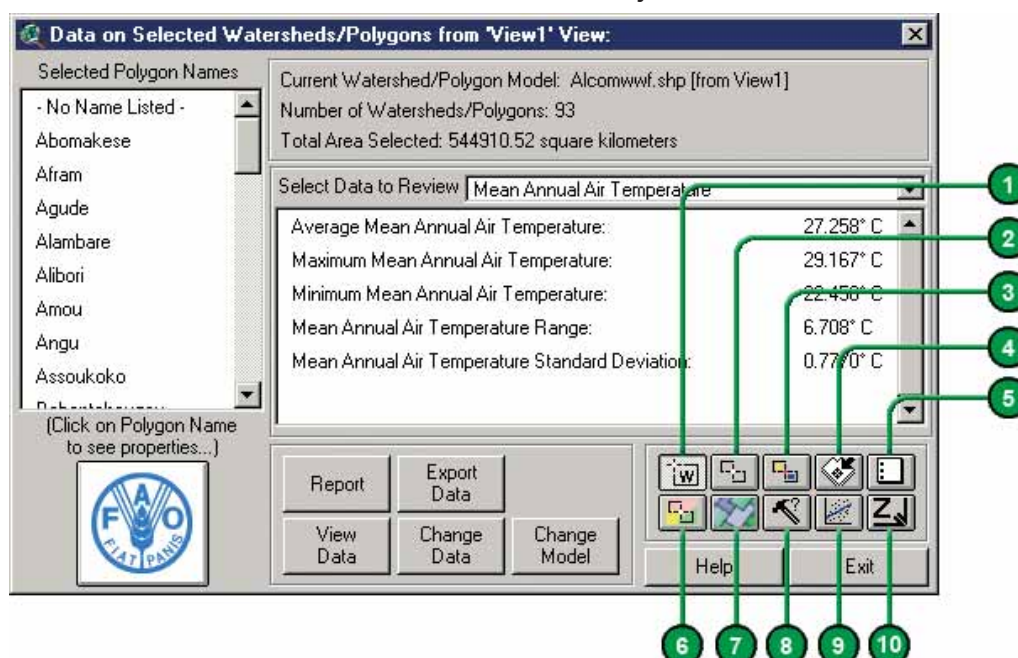 Data on Selected Watersheds/Polygons from 'View1' View:
Selected Polygon Names
- No Name Listed -
Abomakese
Afram
Agude
Alambare
Alibori
Amou
Angu
Assoukoko
(Click on Polygon Name
to see properties...)
FAO
FIAT PANIS
Current Watershed/Polygon Model: Alcomwwf.shp [from View1]
Number of Watersheds/Polygons: 93
Total Area Selected: 544910.52 square kilometers
Select Data to Review Mean Annual Air Temperature
Average Mean Annual Air Temperature: 27.258° C
Maximum Mean Annual Air Temperature: 29.167° C
Minimum Mean Annual Air Temperature: 22.458° C
Mean Annual Air Temperature Range: 6.708° C
Mean Annual Air Temperature Standard Deviation: 0.7770° C
Report
Export
Data
View
Data
Change
Data
Change
Model
W
Z
Help
Exit
1
2
3
4
5
6
7
8
9
10